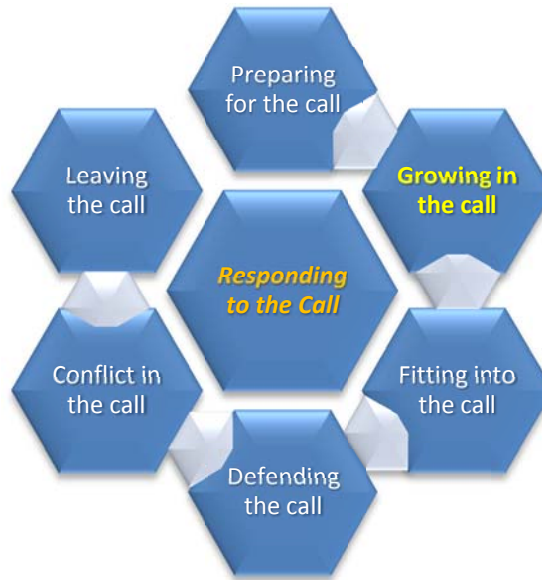 Preparing
for the call
Growing in
the call
Fitting into
the call
Defending
the call
Conflict in
the call
Leaving
the call
Responding
to the Call